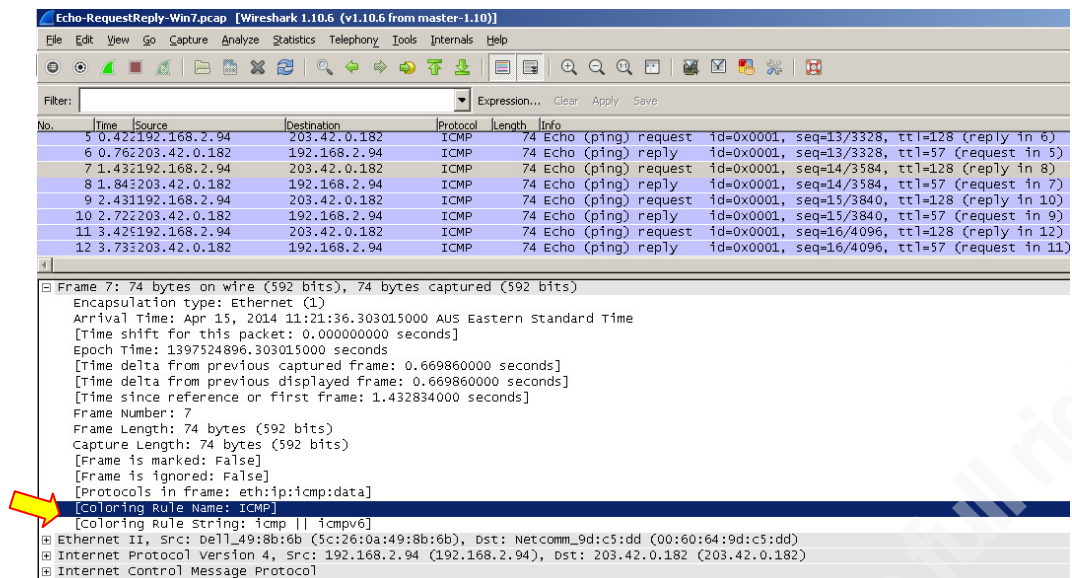 Echo-RequestReply-Win7.pcap [Wireshark 1.10.6 (v1.10.6 from master-1.10)]
File Edit View Go Capture Analyze Statistics Telephony Tools Internals Help
Filter: Expression... Clear Apply Save
No. Time Source Destination Protocol Length Info
5 0.422192.168.2.94 203.42.0.182 ICMP 74 Echo (ping) request id=0x0001, seq=13/3328, ttl=128 (reply in 6)
6 0.762203.42.0.182 192.168.2.94 ICMP 74 Echo (ping) reply id=0x0001, seq=13/3328, ttl=57 (request in 5)
7 1.432192.168.2.94 203.42.0.182 ICMP 74 Echo (ping) request id=0x0001, seq=14/3584, ttl=128 (reply in 8)
8 1.843203.42.0.182 192.168.2.94 ICMP 74 Echo (ping) reply id=0x0001, seq=14/3584, ttl=57 (request in 7)
9 2.431192.168.2.94 203.42.0.182 ICMP 74 Echo (ping) request id=0x0001, seq=15/3840, ttl=128 (reply in 10)
10 2.722203.42.0.182 192.168.2.94 ICMP 74 Echo (ping) reply id=0x0001, seq=15/3840, ttl=57 (request in 9)
11 3.429192.168.2.94 203.42.0.182 ICMP 74 Echo (ping) request id=0x0001, seq=16/4096, ttl=128 (reply in 12)
12 3.733203.42.0.182 192.168.2.94 ICMP 74 Echo (ping) reply id=0x0001, seq=16/4096, ttl=57 (request in 11)
Frame 7: 74 bytes on wire (592 bits), 74 bytes captured (592 bits)
Encapsulation type: Ethernet (1)
Arrival Time: Apr 15, 2014 11:21:36.303015000 AUS Eastern Standard Time
[Time shift for this packet: 0.000000000 seconds]
Epoch Time: 1397524896.303015000 seconds
[Time delta from previous captured frame: 0.669860000 seconds]
[Time delta from previous displayed frame: 0.669860000 seconds]
[Time since reference or first frame: 1.432834000 seconds]
Frame Number: 7
Frame Length: 74 bytes (592 bits)
Capture Length: 74 bytes (592 bits)
[Frame is marked: False]
[Frame is ignored: False]
[Protocols in frame: eth:ip:icmp:data]
[Coloring Rule Name: ICMP]
[Coloring Rule String: icmp || icmpv6]
Ethernet II, Src: Dell_49:8b:6b (5c:26:0a:49:8b:6b), Dst: Netcomm_9d:c5:dd (00:60:64:9d:c5:dd)
Internet Protocol Version 4, Src: 192.168.2.94 (192.168.2.94), Dst: 203.42.0.182 (203.42.0.182)
Internet Control Message Protocol